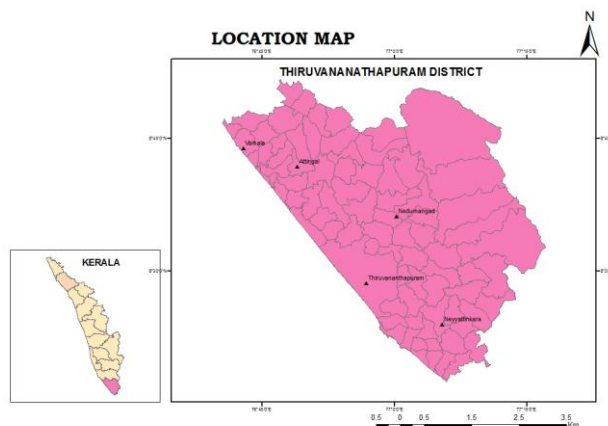 LOCATION MAP
N
THIRUVANANATHAPURAM DISTRICT
Varkala
Attingal
Nedumangad
Thiruvananthapuram
Neyyattinkara
KERALA
0.5 0 0.5 1.5 2.5 3.5
Km